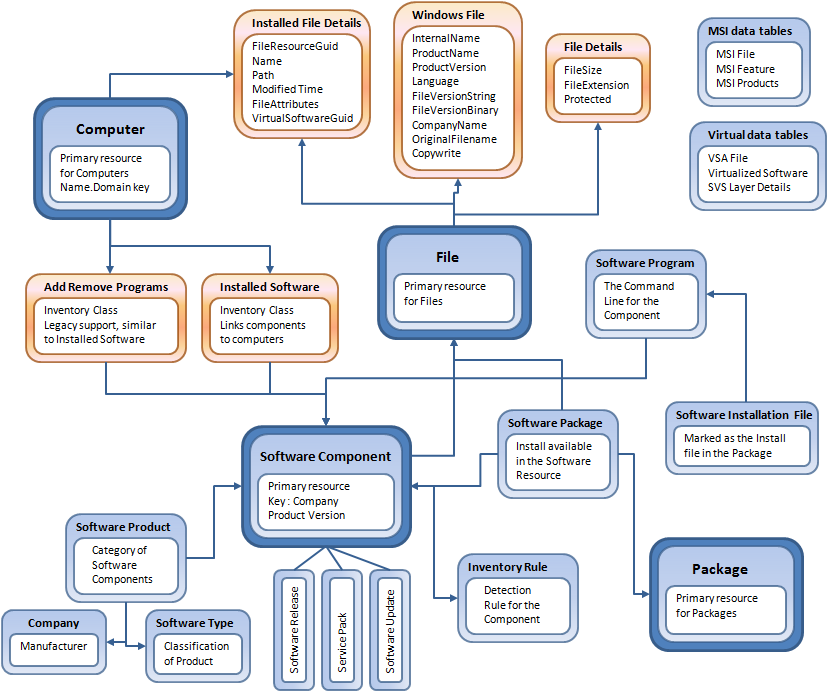 Installed File Details
FileResourceGuid
Name
Path
Modified Time
FileAttributes
VirtualSoftwareGuid
Windows File
InternalName
ProductName
ProductVersion
Language
FileVersionString
FileVersionBinary
CompanyName
OriginalFilename
Copywrite
File Details
FileSize
FileExtension
Protected
MSI data tables
MSI File
MSI Feature
MSI Products
Computer
Primary resource
for Computers
Name.Domain key
Virtual data tables
VSA File
Virtualized Software
SVS Layer Details
File
Primary resource
for Files
Software Program
The Command
Line for the
Component
Add Remove Programs
Inventory Class
Legacy support, similar
to Installed Software
Installed Software
Inventory Class
Links components
to computers
Software Installation File
Marked as the Install
file in the Package
Software Package
Install available
in the Software
Resource
Software Component
Primary resource
Key : Company
Product Version
Software Product
Category of
Software
Components
Inventory Rule
Detection
Rule for the
Component
Package
Primary resource
for Packages
Company
Manufacturer
Software Type
Classification
of Product
Software Release
Service Pack
Software Update